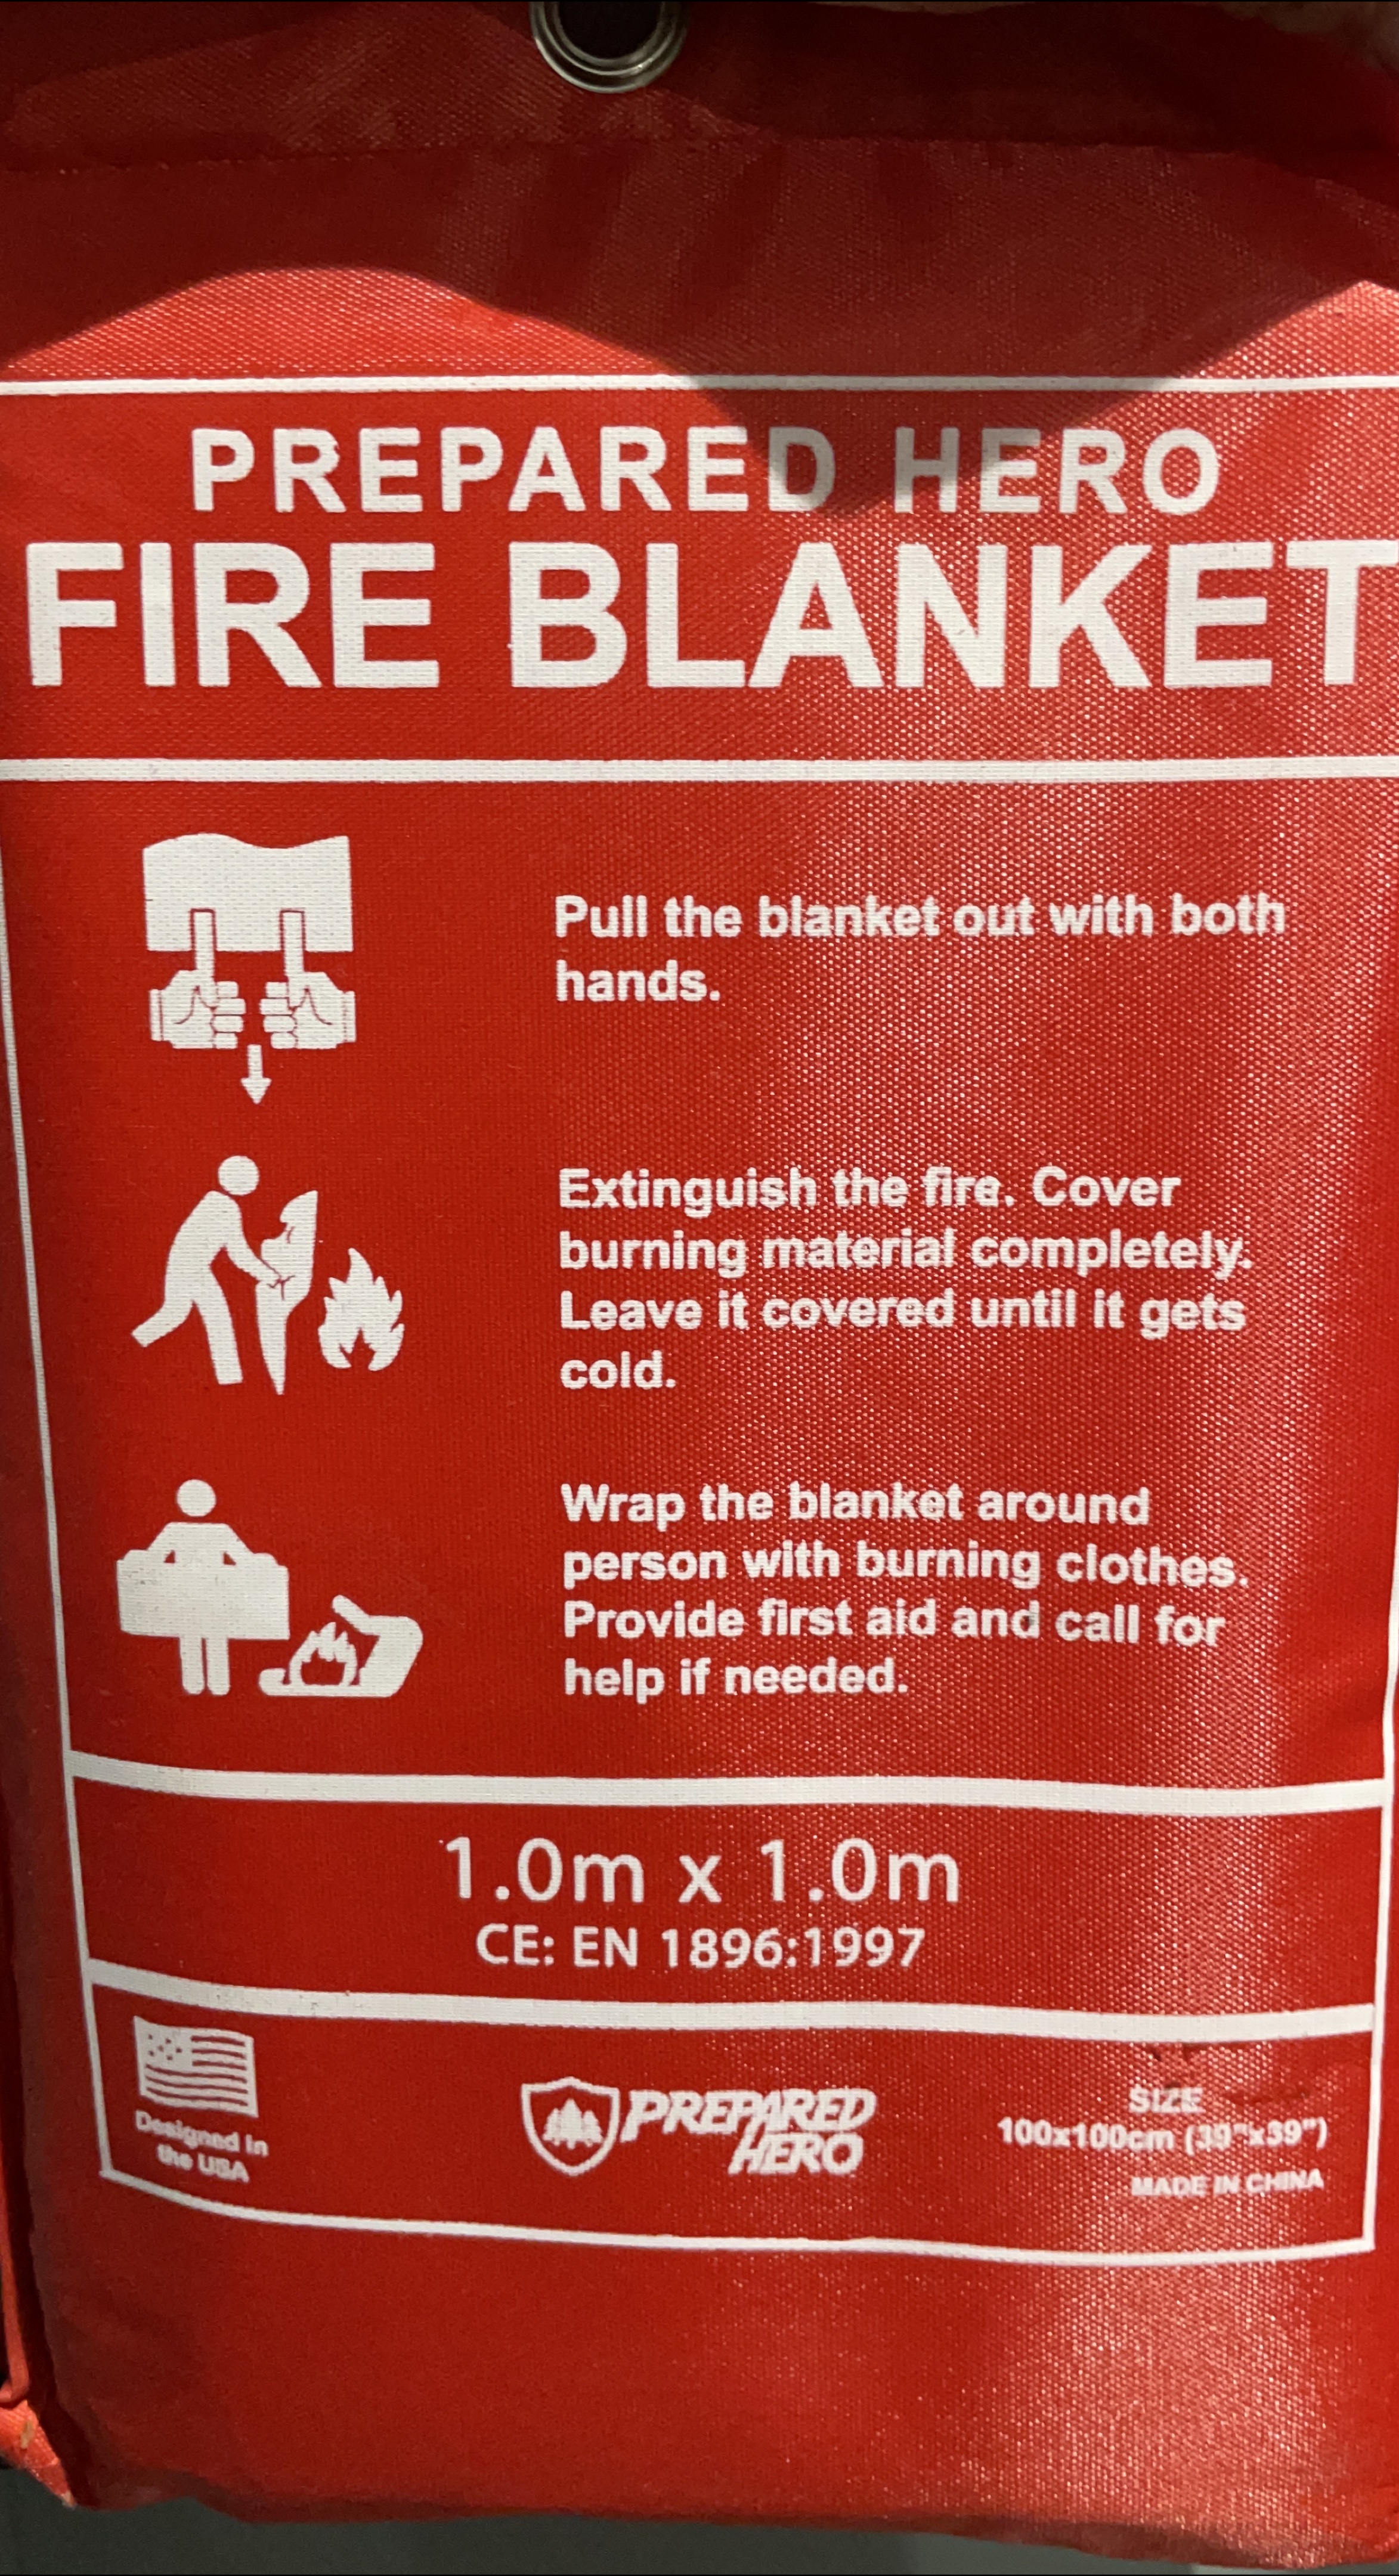 PREPARED HERO
FIRE BLANKET
Pull the blanket out with both
hands.
Extinguish the fire. Cover
burning material completely.
Leave it covered until it gets
cold.
Wrap the blanket around
person with burning clothes.
Provide first aid and call for
help if needed.
1.0m x 1.0m
CE: EN 1896:1997
Designed in
the USA
PREPARED
HERO
SIZE
100x100cm (39"x39")
MADE IN CHINA